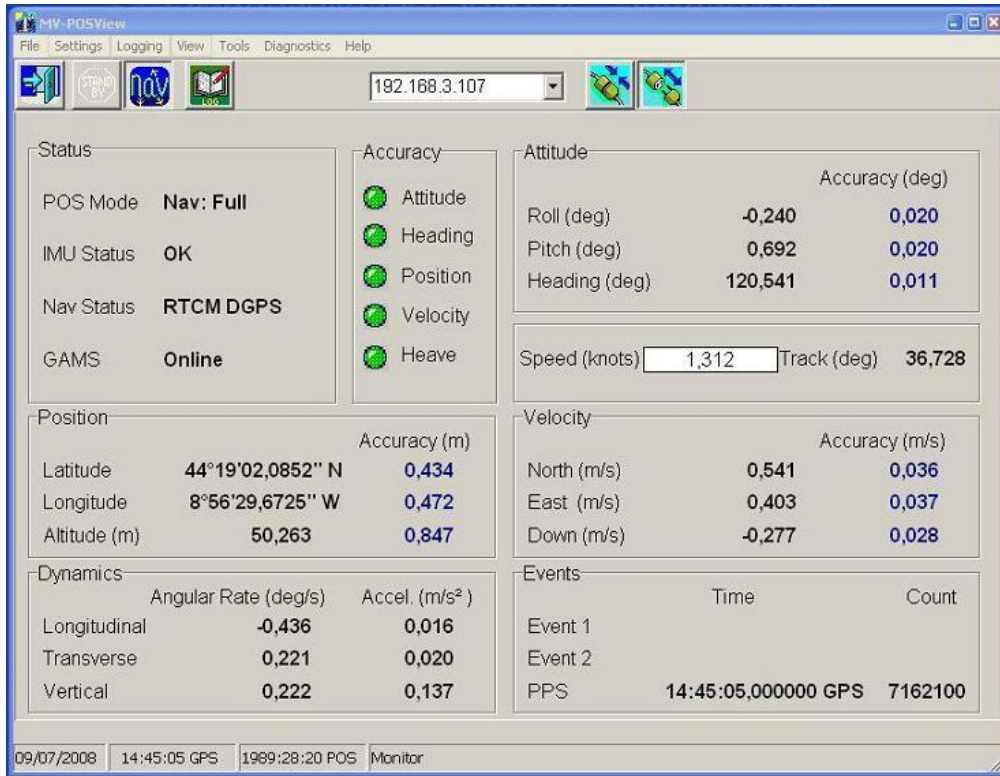 MV-POSView
File Settings Logging View Tools Diagnostics Help
STAND BY nav LOG 192.168.3.107
Status
POS Mode Nav: Full
IMU Status OK
Nav Status RTCM DGPS
GAMS Online
Accuracy
Attitude
Heading
Position
Velocity
Heave
Attitude
Accuracy (deg)
Roll (deg) -0,240 0,020
Pitch (deg) 0,692 0,020
Heading (deg) 120,541 0,011
Speed (knots) 1,312 Track (deg) 36,728
Position
Accuracy (m)
Latitude 44°19'02,0852" N 0,434
Longitude 8°56'29,6725" W 0,472
Altitude (m) 50,263 0,847
Velocity
Accuracy (m/s)
North (m/s) 0,541 0,036
East (m/s) 0,403 0,037
Down (m/s) -0,277 0,028
Dynamics
Angular Rate (deg/s) Accel. (m/s²)
Longitudinal -0,436 0,016
Transverse 0,221 0,020
Vertical 0,222 0,137
Events
Time Count
Event 1
Event 2
PPS 14:45:05,000000 GPS 7162100
09/07/2008 14:45:05 GPS 1989:28:20 POS Monitor